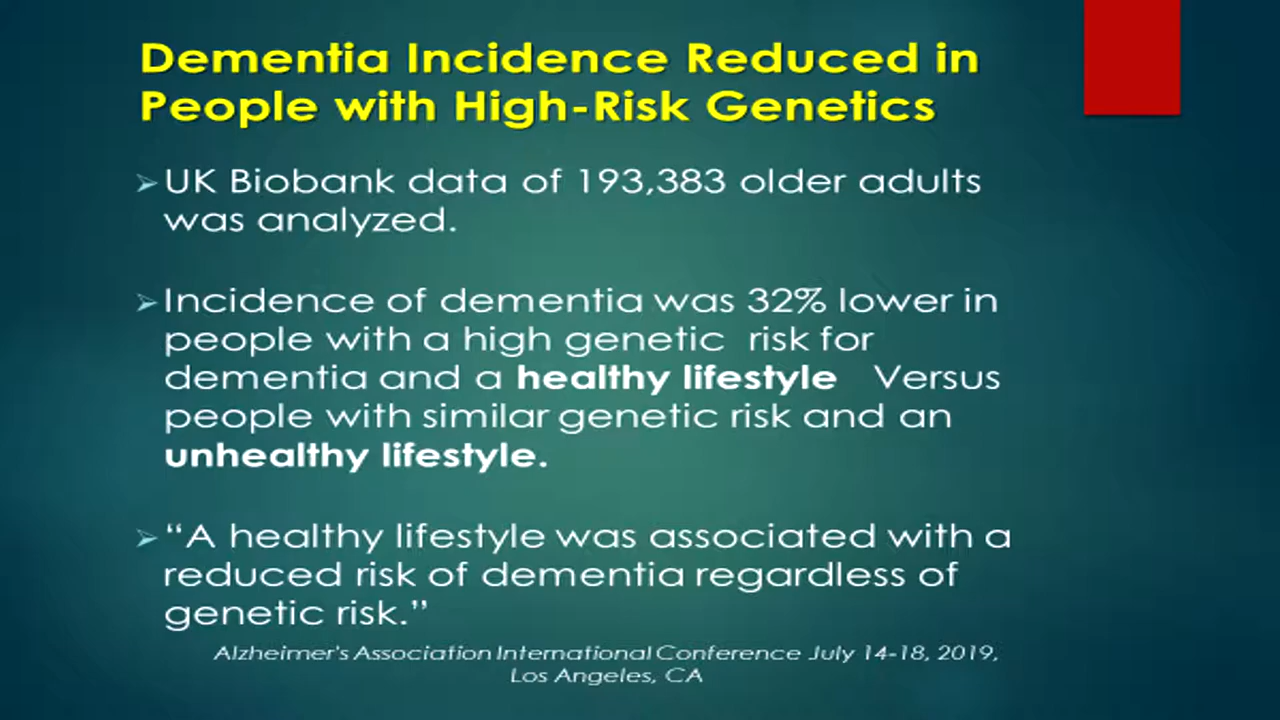 Dementia Incidence Reduced in
People with High-Risk Genetics
➢UK Biobank data of 193,383 older adults
was analyzed.
➢Incidence of dementia was 32% lower in
people with a high genetic risk for
dementia and a healthy lifestyle Versus
people with similar genetic risk and an
unhealthy lifestyle.
➢“A healthy lifestyle was associated with a
reduced risk of dementia regardless of
genetic risk.”
Alzheimer's Association International Conference July 14-18, 2019,
Los Angeles, CA